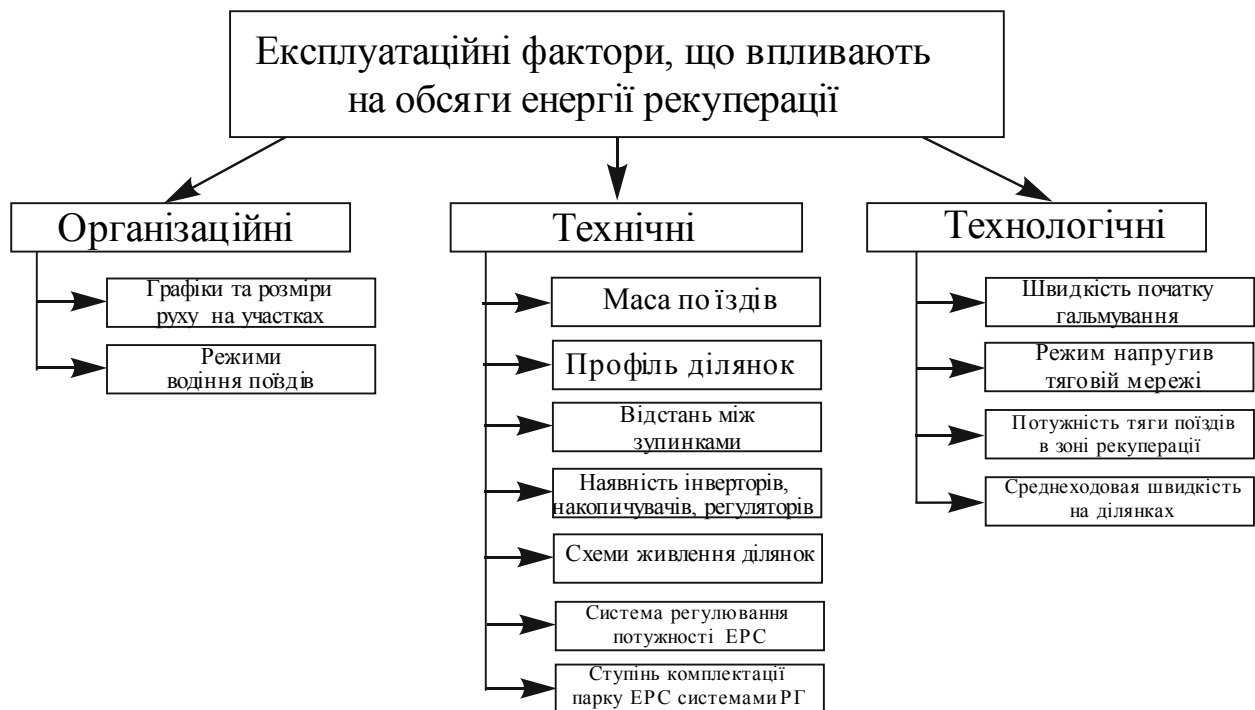 Експлуатаційні фактори, що впливають
на обсяги енергії рекуперації
Організаційні
Графіки та розміри
руху на участках
Режими
водіння поїздів
Технічні
Маса поїздів
Профіль ділянок
Відстань між
зупинками
Наявність інверторів,
накопичувачів, регуляторів
Схеми живлення ділянок
Система регулювання
потужності ЕРС
Ступінь комплектації
парку ЕРС системами РГ
Технологічні
Швидкість початку
гальмування
Режим напругив
тяговій мережі
Потужність тяги поїздів
в зоні рекуперації
Среднеходовая швидкість
на ділянках